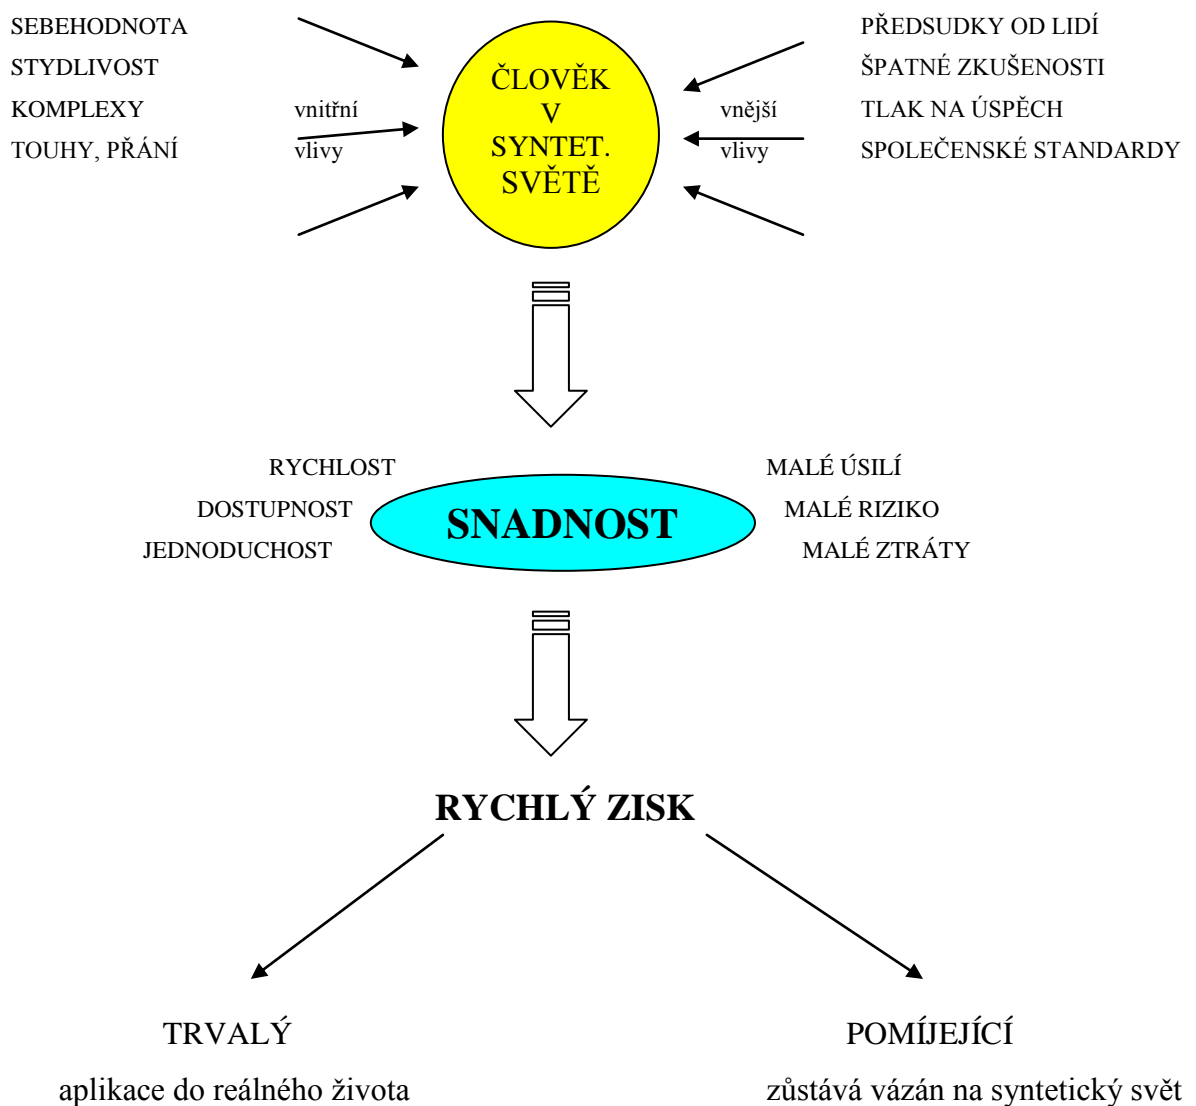 SEBEHODNOTA
STYDLIVOST
KOMPLEXY
TOUHY, PŘÁNÍ
vnitřní
vlivy
ČLOVĚK
V
SYNTET.
SVĚTĚ
vnější
vlivy
PŘEDSUDKY OD LIDÍ
ŠPATNÉ ZKUŠENOSTI
TLAK NA ÚSPĚCH
SPOLEČENSKÉ STANDARDY
RYCHLOST
DOSTUPNOST
JEDNODUCHOST
SNADNOST
MALÉ ÚSILÍ
MALÉ RIZIKO
MALÉ ZTRÁTY
RYCHLÝ ZISK
TRVALÝ
aplikace do reálného života
POMÍJEJÍCÍ
zůstává vázán na syntetický svět